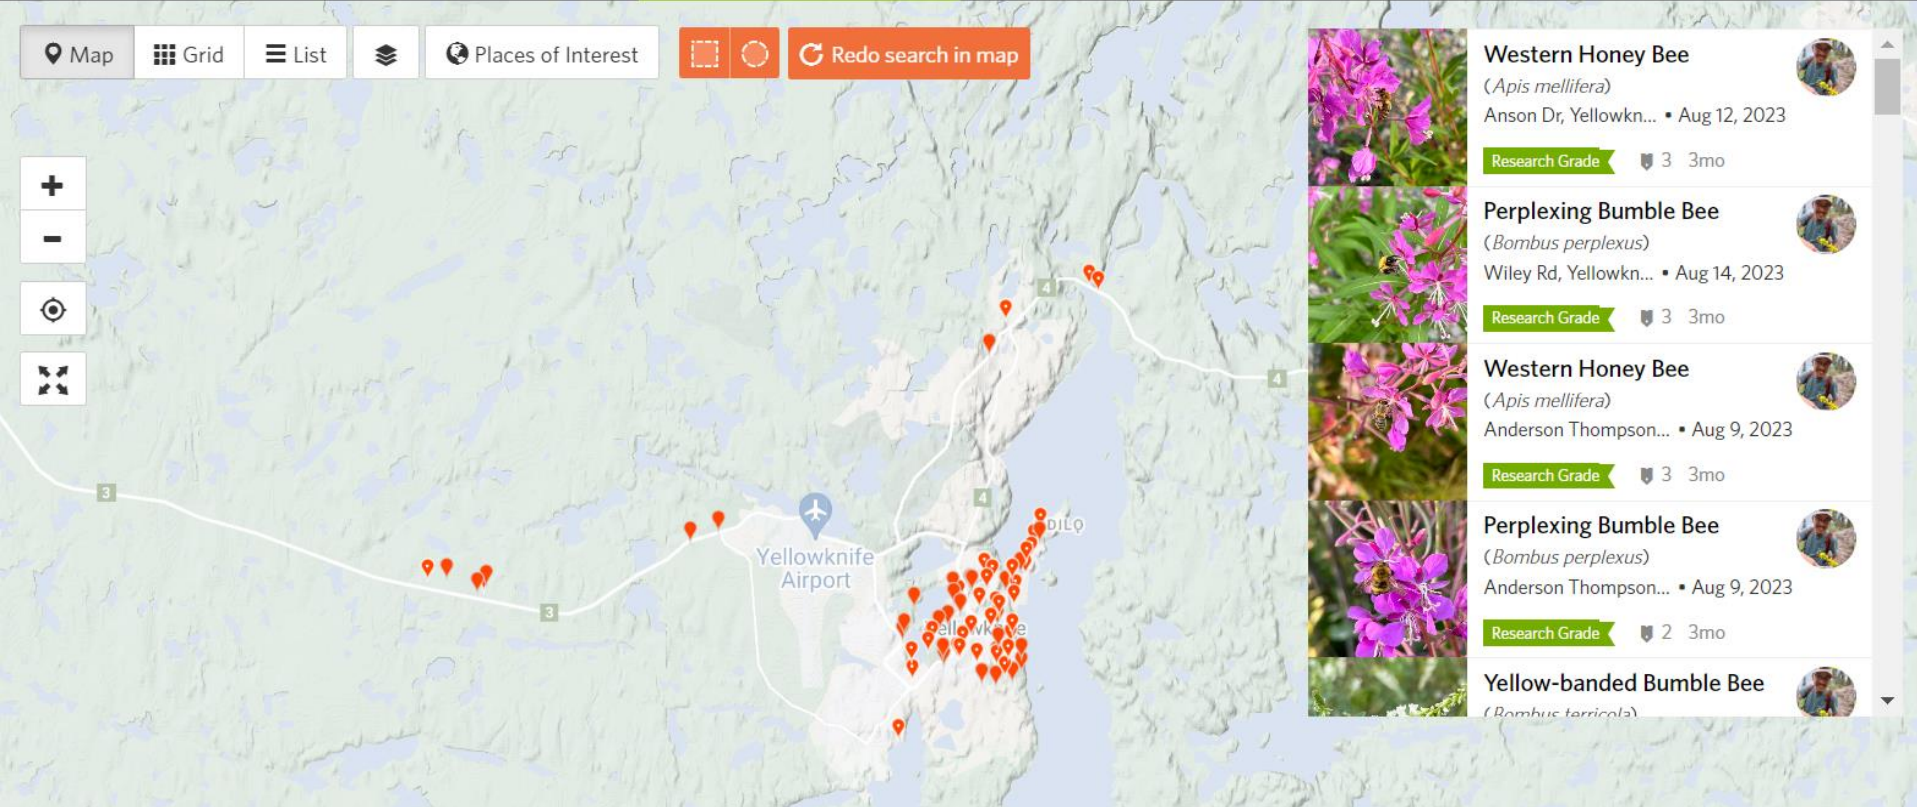 Map
Grid
List
Places of Interest
Redo search in map
4
4
3
4
DILO
Yellowknife
Airport
3
Yellowknife
Western Honey Bee
(Apis mellifera)
Anson Dr, Yellowkn... • Aug 12, 2023
Research Grade 3 3mo
Perplexing Bumble Bee
(Bombus perplexus)
Wiley Rd, Yellowkn... • Aug 14, 2023
Research Grade 3 3mo
Western Honey Bee
(Apis mellifera)
Anderson Thompson... • Aug 9, 2023
Research Grade 3 3mo
Perplexing Bumble Bee
(Bombus perplexus)
Anderson Thompson... • Aug 9, 2023
Research Grade 2 3mo
Yellow-banded Bumble Bee
(Bombus terricola)